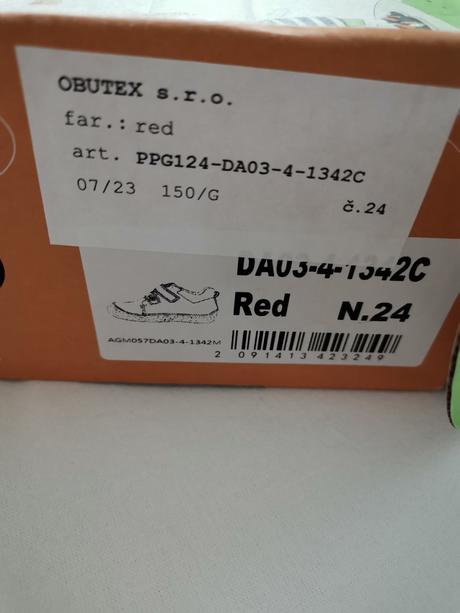 OBUTEX s.r.o.
far.: red
art. PPG124-DA03-4-1342C
07/23 150/G
č.24
DA03-4-1342C
Red N.24
AGM057DA03-4-1342M
2 091413 423249